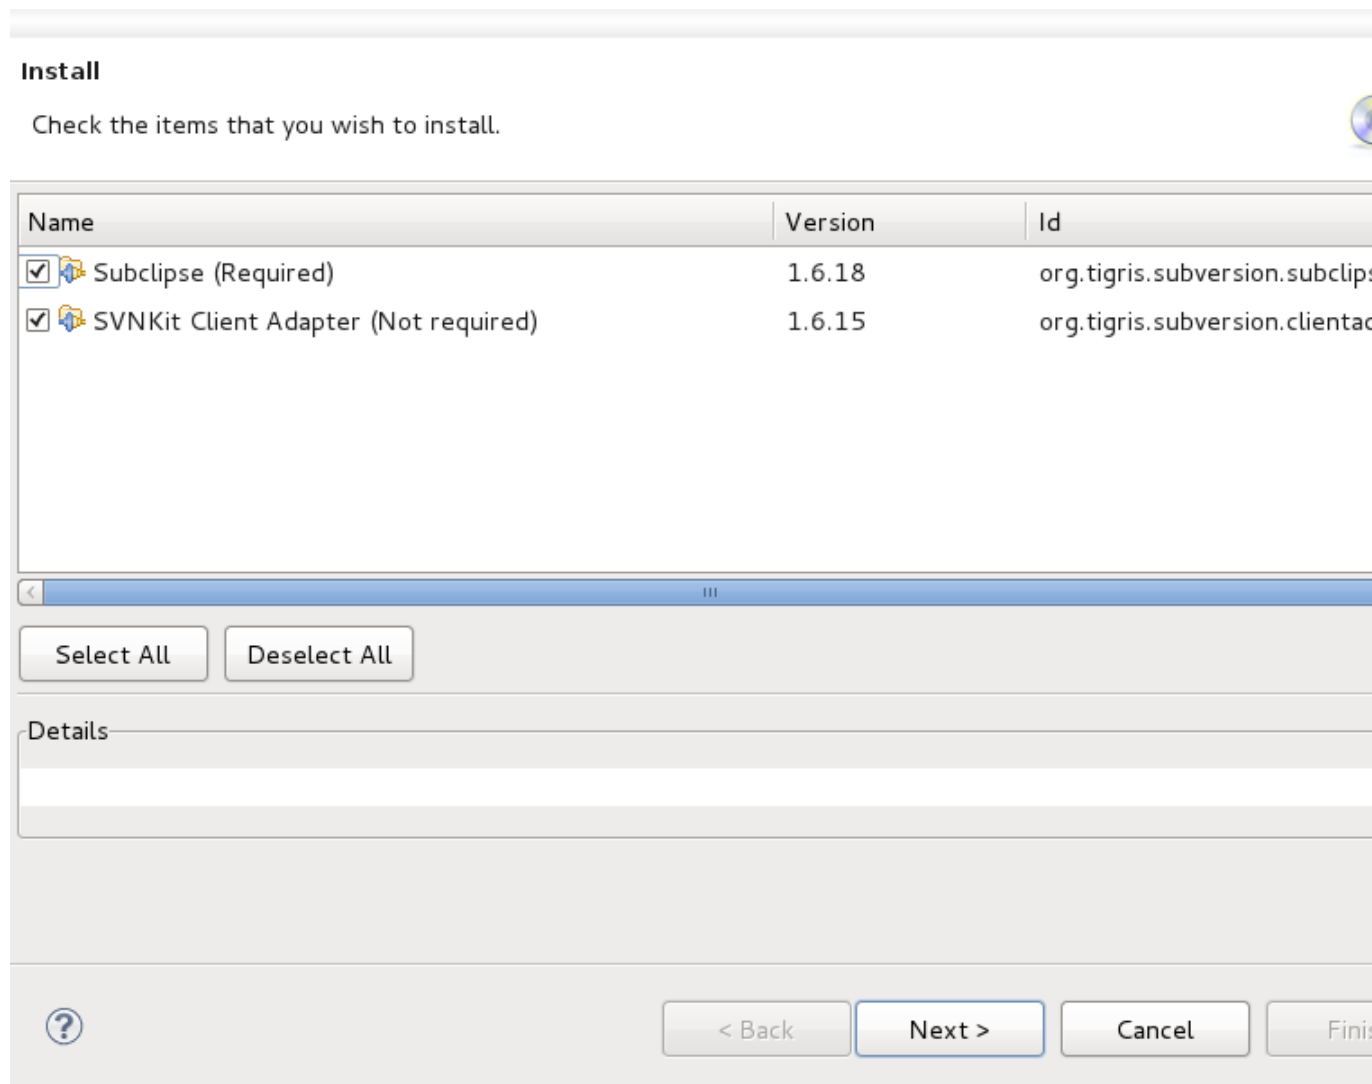 Install
Check the items that you wish to install.
Name Version Id
Subclipse (Required) 1.6.18 org.tigris.subversion.subclips
SVNKit Client Adapter (Not required) 1.6.15 org.tigris.subversion.clientac
Select All Deselect All
Details
< Back Next > Cancel Finis